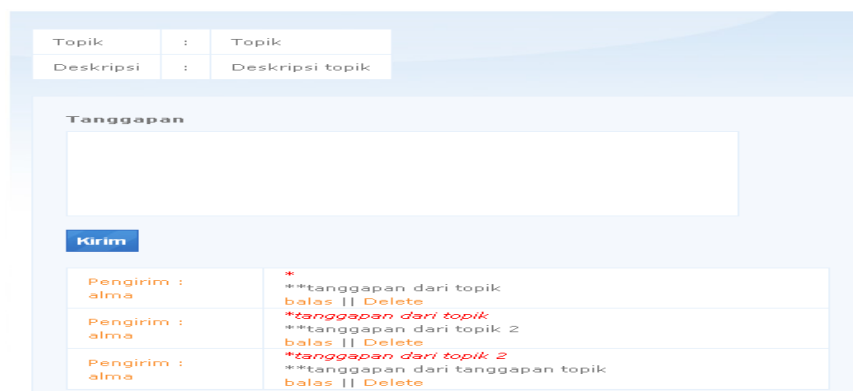 Topik : Topik
Deskripsi : Deskripsi topik
Tanggapan
Kirim
Pengirim :
alma
*
**tanggapan dari topik
balas || Delete
Pengirim :
alma
*tanggapan dari topik
**tanggapan dari topik 2
balas || Delete
Pengirim :
alma
*tanggapan dari topik 2
**tanggapan dari tanggapan topik
balas || Delete